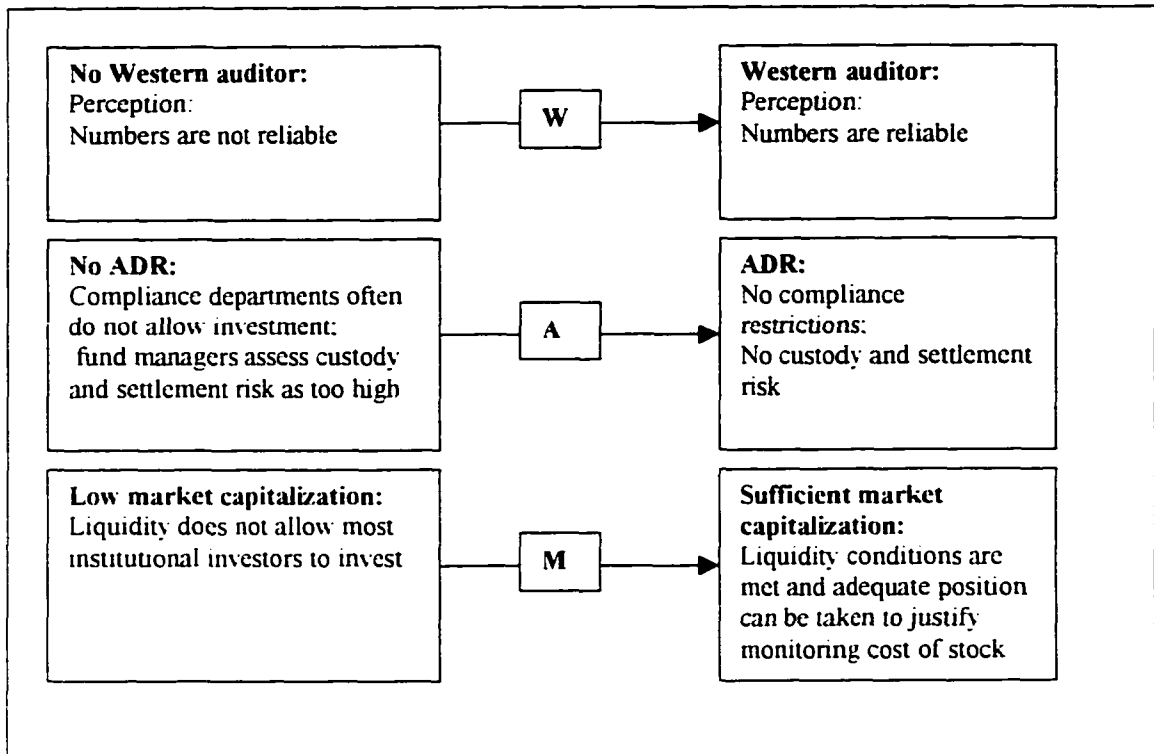 No Western auditor:
Perception:
Numbers are not reliable
W
Western auditor:
Perception:
Numbers are reliable
No ADR:
Compliance departments often
do not allow investment;
fund managers assess custody
and settlement risk as too high
A
ADR:
No compliance
restrictions;
No custody and settlement
risk
Low market capitalization:
Liquidity does not allow most
institutional investors to invest
M
Sufficient market
capitalization:
Liquidity conditions are
met and adequate position
can be taken to justify
monitoring cost of stock